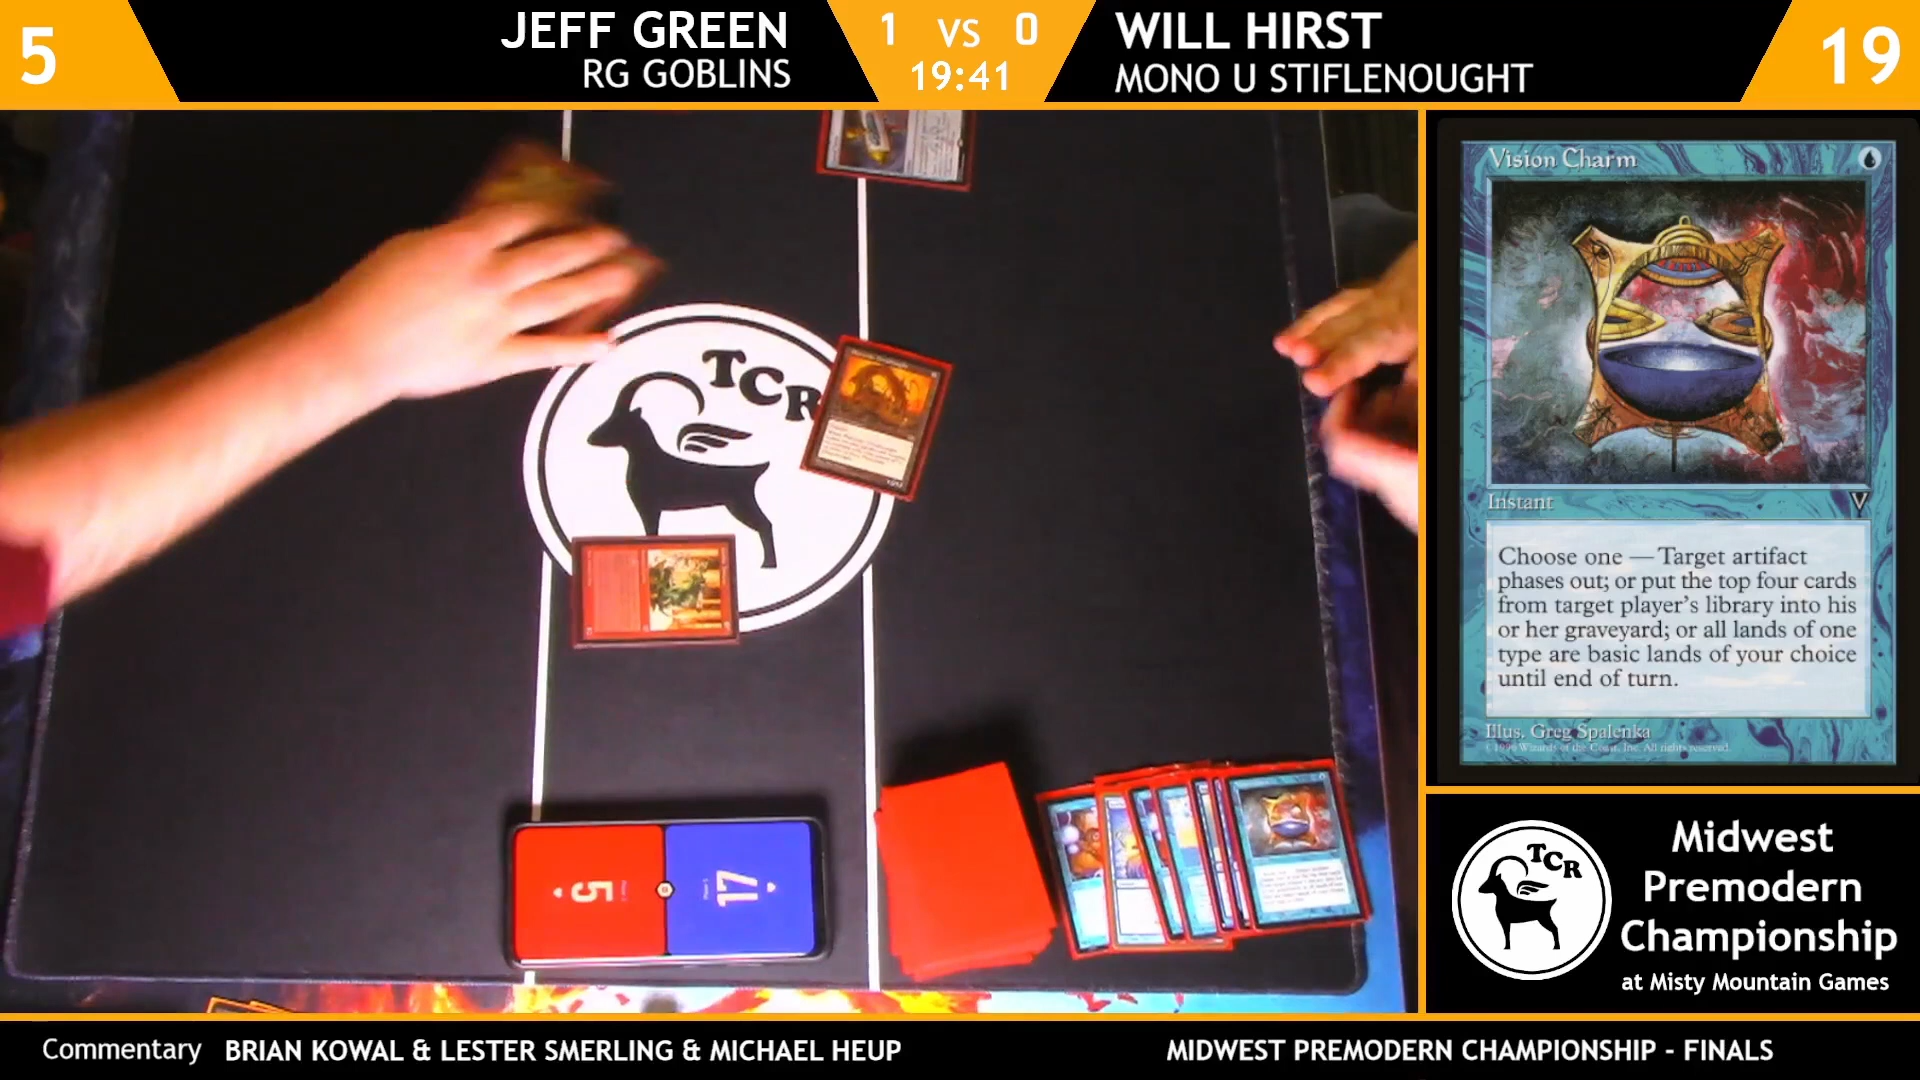 5
JEFF GREEN
RG GOBLINS
1 VS 0
19:41
WILL HIRST
MONO U STIFLENOUGHT
19
TCR
5
17
Vision Charm
Instant
V
Choose one — Target artifact
phases out; or put the top four cards
from target player's library into his
or her graveyard; or all lands of one
type are basic lands of your choice
until end of turn.
Illus. Greg Spalenka
TCR
Midwest
Premodern
Championship
at Misty Mountain Games
Commentary BRIAN KOWAL & LESTER SMERLING & MICHAEL HEUP
MIDWEST PREMODERN CHAMPIONSHIP - FINALS